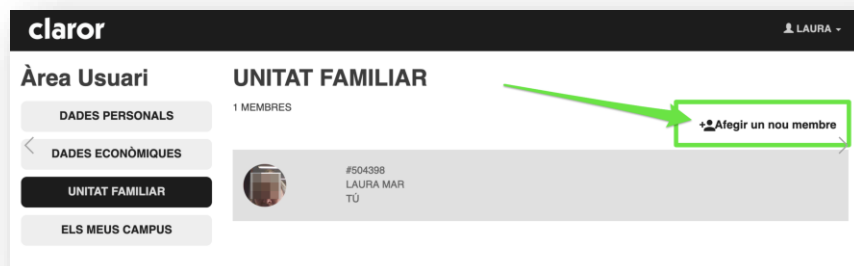 claror
LAURA
Àrea Usuari
DADES PERSONALS
DADES ECONÒMIQUES
UNITAT FAMILIAR
ELS MEUS CAMPUS
UNITAT FAMILIAR
1 MEMBRES
Afegir un nou membre
#504398
LAURA MAR
TÚ